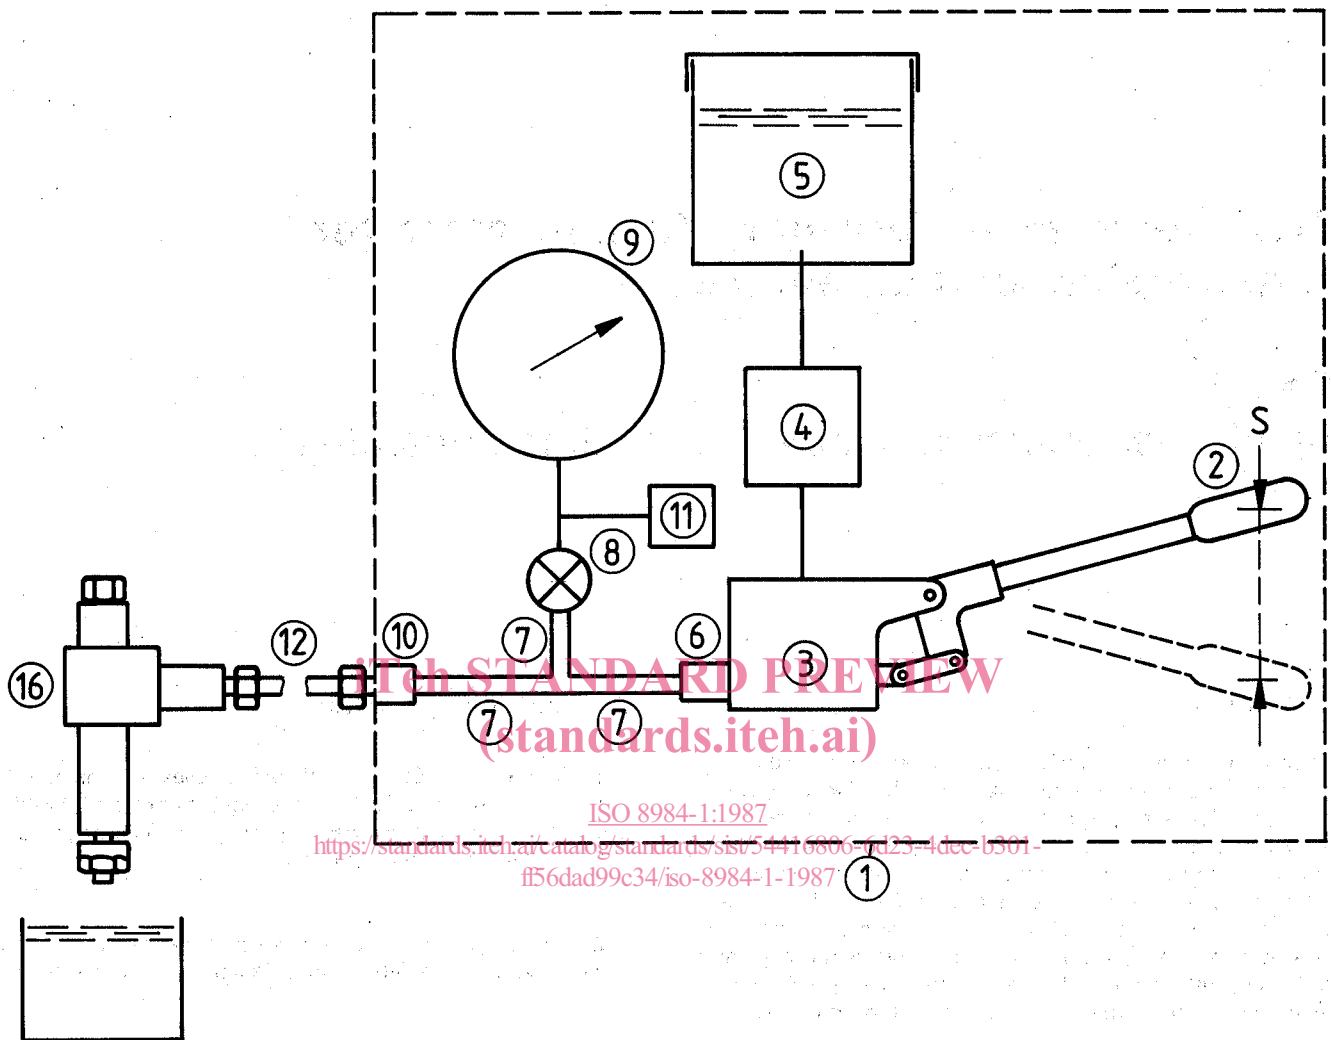 5
9
4
S
2
11
8
10
7
6
12
3
16
iTeh STANDARD PREVIEW
7
7
(standards.iteh.ai)
ISO 8984-1:1987
https://standards.iteh.ai/catalog/standards/sist/54416806-6d23-4dec-b301-
ff56dad99c34/iso-8984-1-1987
1